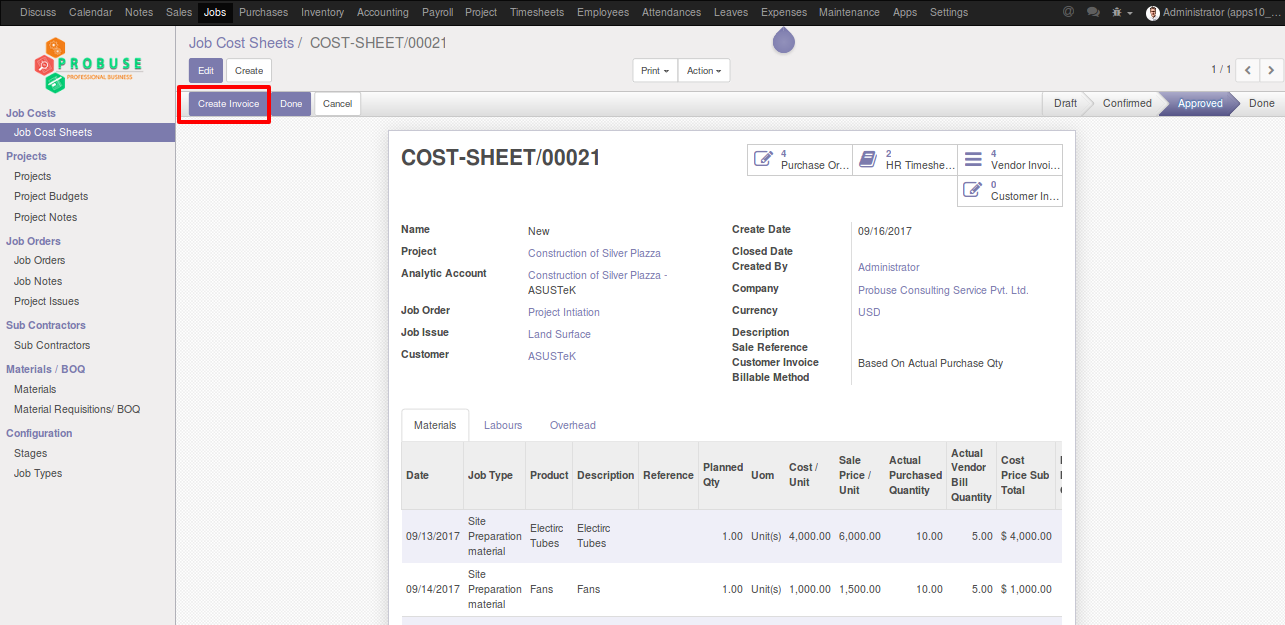 Discuss Calendar Notes Sales Jobs Purchases Inventory Accounting Payroll Project Timesheets Employees Attendances Leaves Expenses Maintenance Apps Settings @ Administrator (apps10_...
PROBUSE
PROFESSIONAL BUSINESS
Job Costs
Job Cost Sheets
Projects
Projects
Project Budgets
Project Notes
Job Orders
Job Orders
Job Notes
Project Issues
Sub Contractors
Sub Contractors
Materials / BOQ
Materials
Material Requisitions/ BOQ
Configuration
Stages
Job Types
Job Cost Sheets / COST-SHEET/00021
Edit Create Print Action 1 / 1
Create Invoice Done Cancel Draft Confirmed Approved Done
COST-SHEET/00021
4 Purchase Or...
2 HR Timeshe...
4 Vendor Invoi...
0 Customer In...
Name New
Project Construction of Silver Plazza
Analytic Account Construction of Silver Plazza -
ASUSTeK
Job Order Project Intiation
Job Issue Land Surface
Customer ASUSTeK
Create Date 09/16/2017
Closed Date
Created By Administrator
Company Probuse Consulting Service Pvt. Ltd.
Currency USD
Description
Sale Reference
Customer Invoice Based On Actual Purchase Qty
Billable Method
Materials Labours Overhead
Date
Job Type
Product
Description
Reference
Planned
Qty
Uom
Cost /
Unit
Sale
Price /
Unit
Actual
Purchased
Quantity
Actual
Vendor
Bill
Quantity
Cost
Price Sub
Total
09/13/2017
Site
Preparation
material
Electirc
Tubes
Electirc
Tubes
1.00 Unit(s) 4,000.00 6,000.00 10.00 5.00 $ 4,000.00
09/14/2017
Site
Preparation
material
Fans Fans 1.00 Unit(s) 1,000.00 1,500.00 10.00 5.00 $ 1,000.00